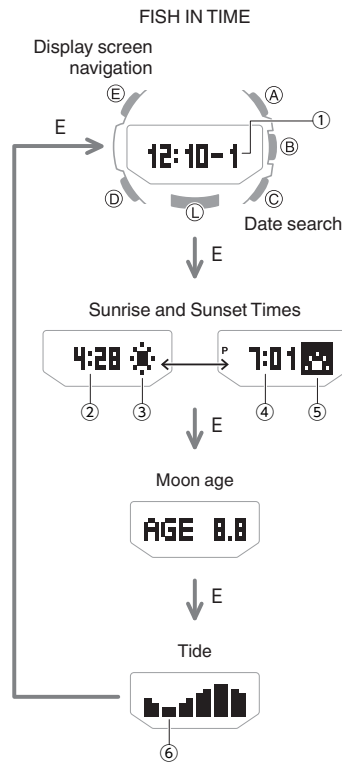 FISH IN TIME
Display screen
navigation
Ⓔ
Ⓐ
E
①
12:10-1
Ⓑ
Ⓓ
Ⓛ
Ⓒ
Date search
E
Sunrise and Sunset Times
4:28
P 7:01
② ③ ④ ⑤
E
Moon age
AGE 8.8
E
Tide
⑥